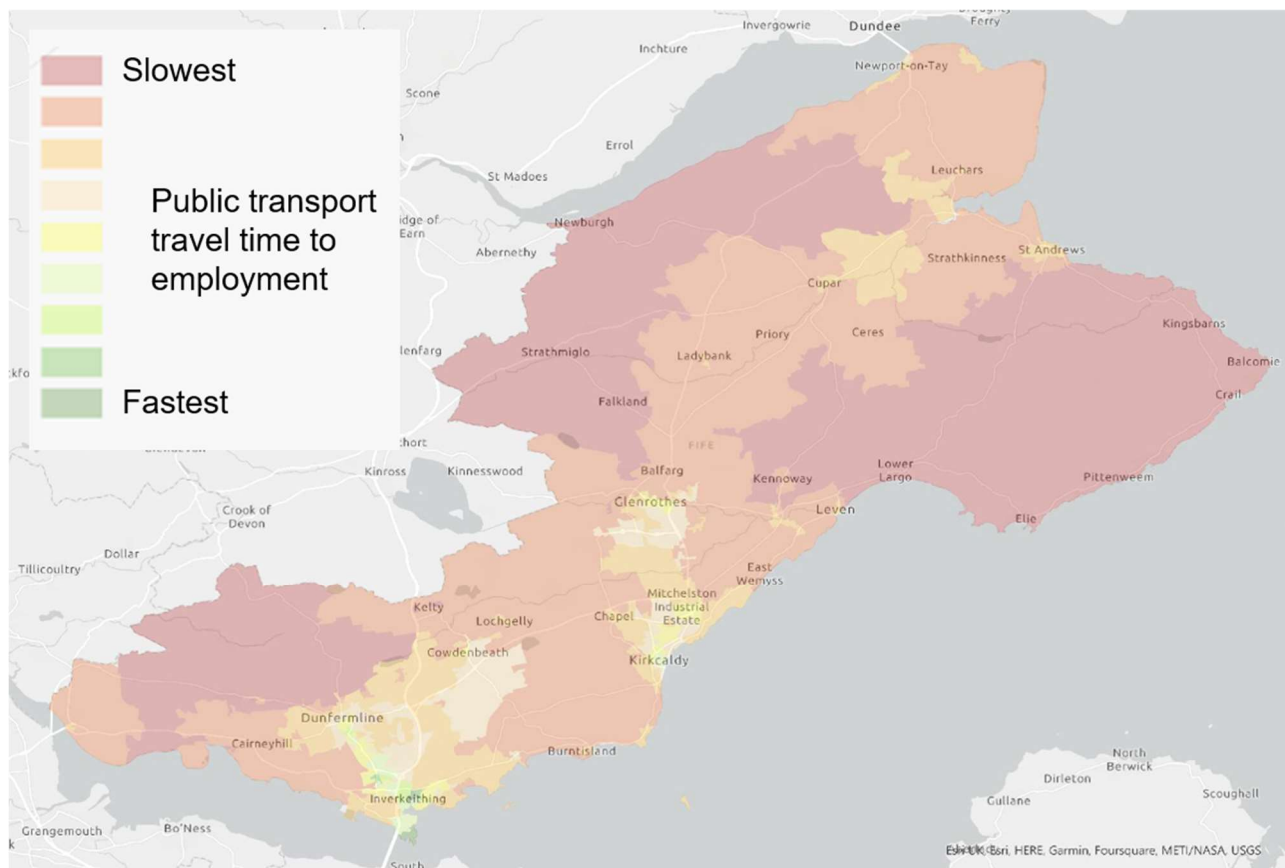 Slowest
Public transport
travel time to
employment
Fastest
Invergowrie
Dundee
Ferry
Inchture
Newport-on-Tay
Scone
Errol
St Madoes
Leuchars
Newburgh
Abernethy
Strathkinness
St Andrews
Cupar
Kingsbarns
Priory
Ceres
Strathmiglo
Ladybank
Balcomie
Falkland
Crail
FIFE
Kinross
Kinnesswood
Balfarg
Kennoway
Lower
Largo
Pittenweem
Glenrothes
Leven
Elie
Crook of
Devon
Dollar
Tillicoultry
East
Wemyss
Mitchelston
Industrial
Estate
Kelty
Lochgelly
Chapel
Cowdenbeath
Kirkcaldy
Dunfermline
Cairneyhill
Burntisland
North
Berwick
Dirleton
Scoughall
Gullane
Inverkeithing
Grangemouth
Bo'Ness
South
Esri UK, Esri, HERE, Garmin, Foursquare, METI/NASA, USGS